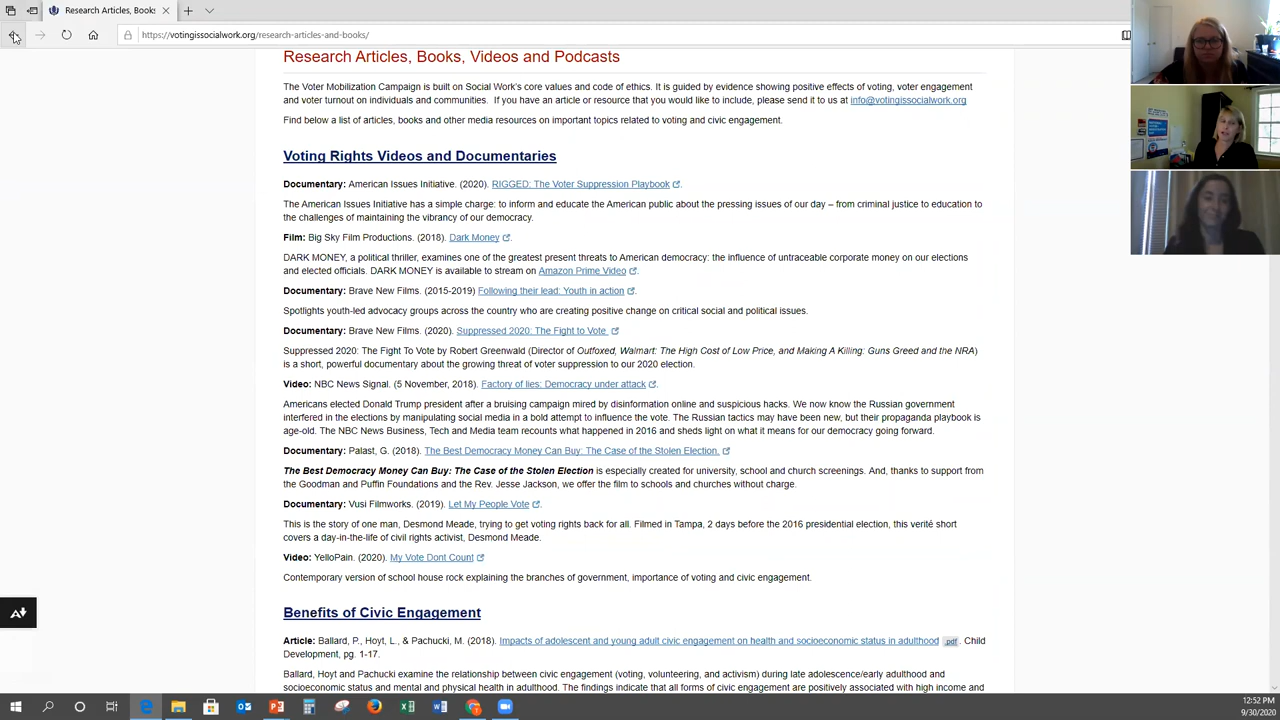 Research Articles, Books
https://votingissocialwork.org/research-articles-and-books/
Research Articles, Books, Videos and Podcasts
The Voter Mobilization Campaign is built on Social Work's core values and code of ethics. It is guided by evidence showing positive effects of voting, voter engagement
and voter turnout on individuals and communities. If you have an article or resource that you would like to include, please send it to us at info@votingissocialwork.org
Find below a list of articles, books and other media resources on important topics related to voting and civic engagement.
Voting Rights Videos and Documentaries
Documentary: American Issues Initiative. (2020). RIGGED: The Voter Suppression Playbook.
The American Issues Initiative has a simple charge: to inform and educate the American public about the pressing issues of our day – from criminal justice to education to
the challenges of maintaining the vibrancy of our democracy.
Film: Big Sky Film Productions. (2018). Dark Money.
DARK MONEY, a political thriller, examines one of the greatest present threats to American democracy: the influence of untraceable corporate money on our elections
and elected officials. DARK MONEY is available to stream on Amazon Prime Video.
Documentary: Brave New Films. (2015-2019) Following their lead: Youth in action.
Spotlights youth-led advocacy groups across the country who are creating positive change on critical social and political issues.
Documentary: Brave New Films. (2020). Suppressed 2020: The Fight to Vote
Suppressed 2020: The Fight To Vote by Robert Greenwald (Director of Outfoxed, Walmart: The High Cost of Low Price, and Making A Killing: Guns Greed and the NRA)
is a short, powerful documentary about the growing threat of voter suppression to our 2020 election.
Video: NBC News Signal. (5 November, 2018). Factory of lies: Democracy under attack.
Americans elected Donald Trump president after a bruising campaign mired by disinformation online and suspicious hacks. We now know the Russian government
interfered in the elections by manipulating social media in a bold attempt to influence the vote. The Russian tactics may have been new, but their propaganda playbook is
age-old. The NBC News Business, Tech and Media team recounts what happened in 2016 and sheds light on what it means for our democracy going forward.
Documentary: Palast, G. (2018). The Best Democracy Money Can Buy: The Case of the Stolen Election.
The Best Democracy Money Can Buy: The Case of the Stolen Election is especially created for university, school and church screenings. And, thanks to support from
the Goodman and Puffin Foundations and the Rev. Jesse Jackson, we offer the film to schools and churches without charge.
Documentary: Vusi Filmworks. (2019). Let My People Vote.
This is the story of one man, Desmond Meade, trying to get voting rights back for all. Filmed in Tampa, 2 days before the 2016 presidential election, this verité short
covers a day-in-the-life of civil rights activist, Desmond Meade.
Video: YelloPain. (2020). My Vote Dont Count
Contemporary version of school house rock explaining the branches of government, importance of voting and civic engagement.
Benefits of Civic Engagement
Article: Ballard, P., Hoyt, L., & Pachucki, M. (2018). Impacts of adolescent and young adult civic engagement on health and socioeconomic status in adulthood .pdf . Child
Development, pg. 1-17.
Ballard, Hoyt and Pachucki examine the relationship between civic engagement (voting, volunteering, and activism) during late adolescence/early adulthood and
socioeconomic status and mental and physical health in adulthood. The findings indicate that all forms of civic engagement are positively associated with high income and
12:52 PM
9/30/2020